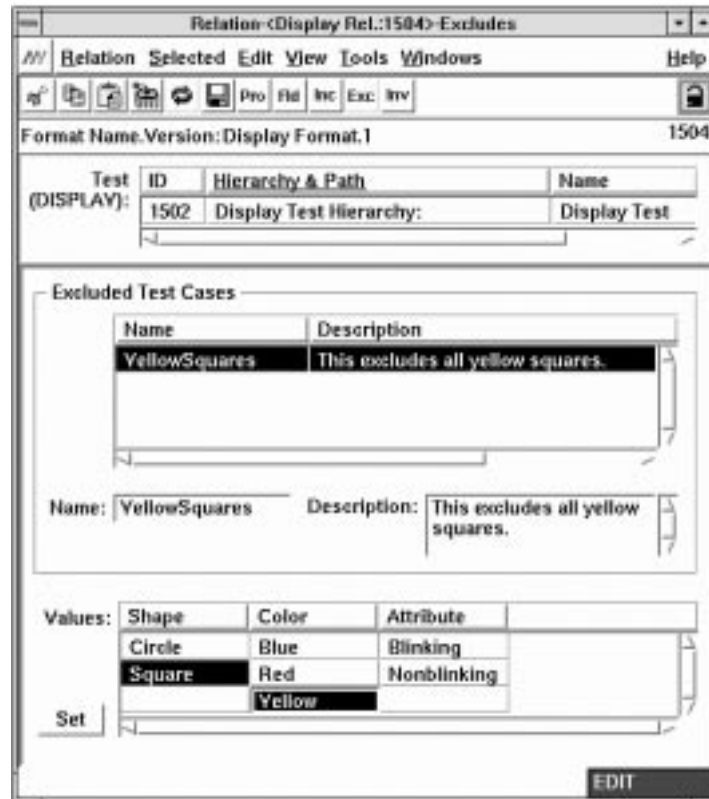 Relation-<Display Rel.:1504>-Excludes
Relation Selected Edit View Tools Windows Help
Pro Fld Inc Exc Inv
Format Name.Version: Display Format.1 1504
Test (DISPLAY):
ID Hierarchy & Path Name
1502 Display Test Hierarchy: Display Test
Excluded Test Cases
Name Description
YellowSquares This excludes all yellow squares.
Name: YellowSquares Description: This excludes all yellow
squares.
Values: Shape Color Attribute
Circle Blue Blinking
Square Red Nonblinking
Yellow
Set
EDIT